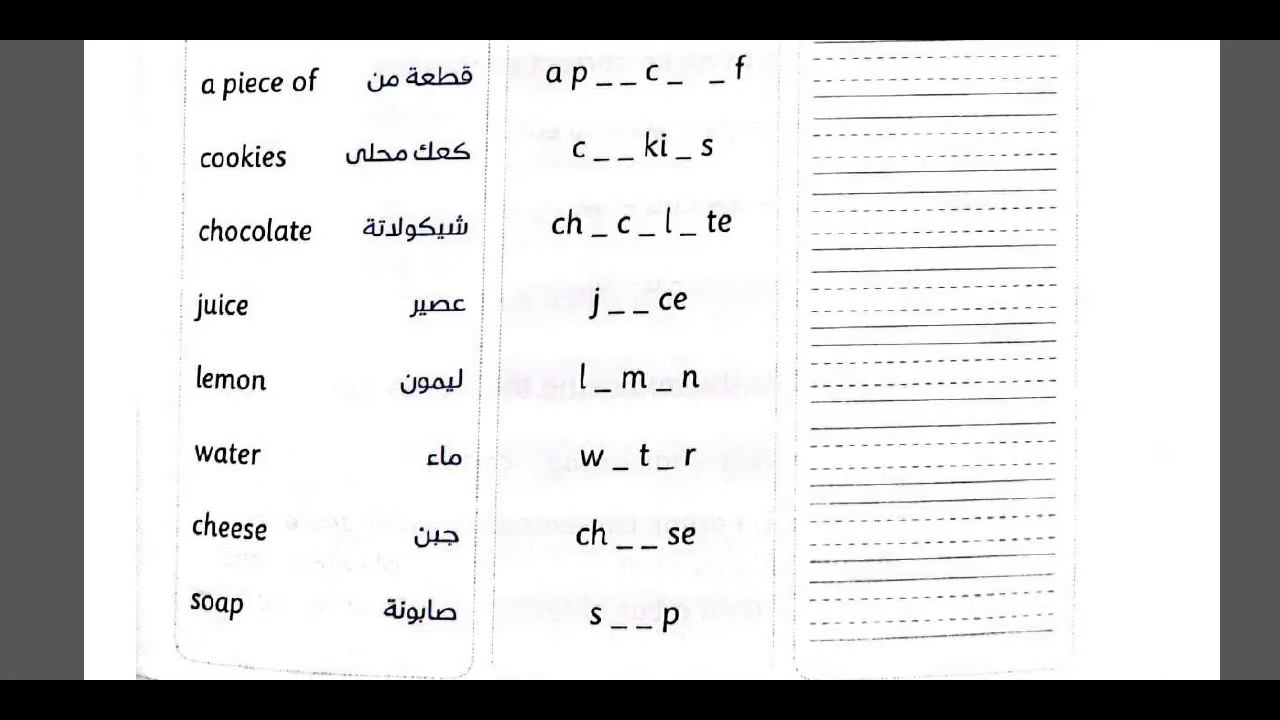 a piece of قطعة من a p _ _ c _ _ f
cookies كعك محلى c _ _ ki _ s
chocolate شيكولاتة ch _ c _ l _ te
juice عصير j _ _ ce
lemon ليمون l _ m _ n
water ماء w _ t _ r
cheese جبن ch _ _ se
soap صابونة s _ _ p